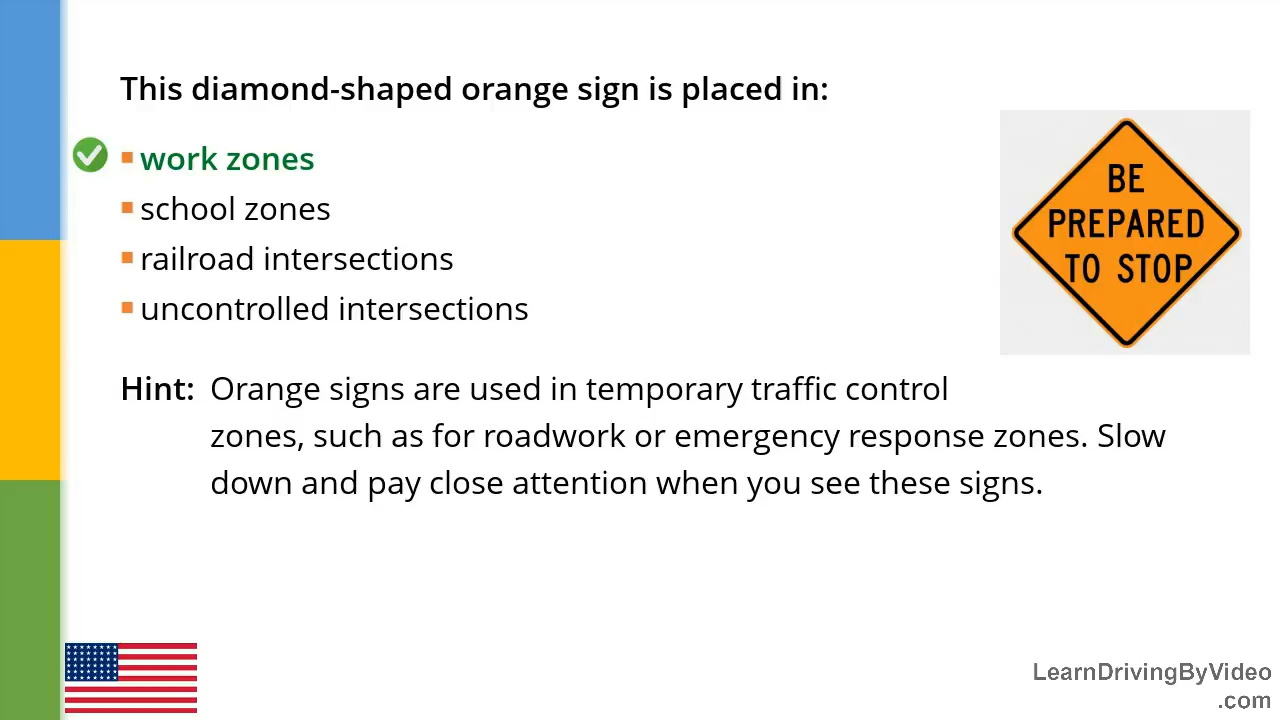 This diamond-shaped orange sign is placed in:
work zones
school zones
railroad intersections
uncontrolled intersections
BE
PREPARED
TO STOP
Hint: Orange signs are used in temporary traffic control
zones, such as for roadwork or emergency response zones. Slow
down and pay close attention when you see these signs.
LearnDrivingByVideo
.com